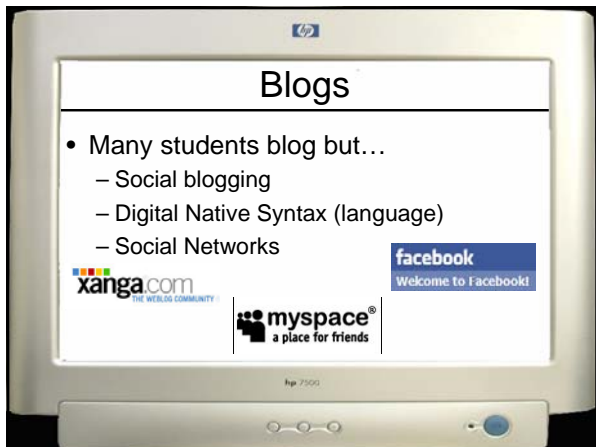 hp
Blogs
• Many students blog but…
– Social blogging
– Digital Native Syntax (language)
– Social Networks
facebook
Welcome to Facebook!
xanga.com
THE WEBLOG COMMUNITY
myspace®
a place for friends
hp 7500